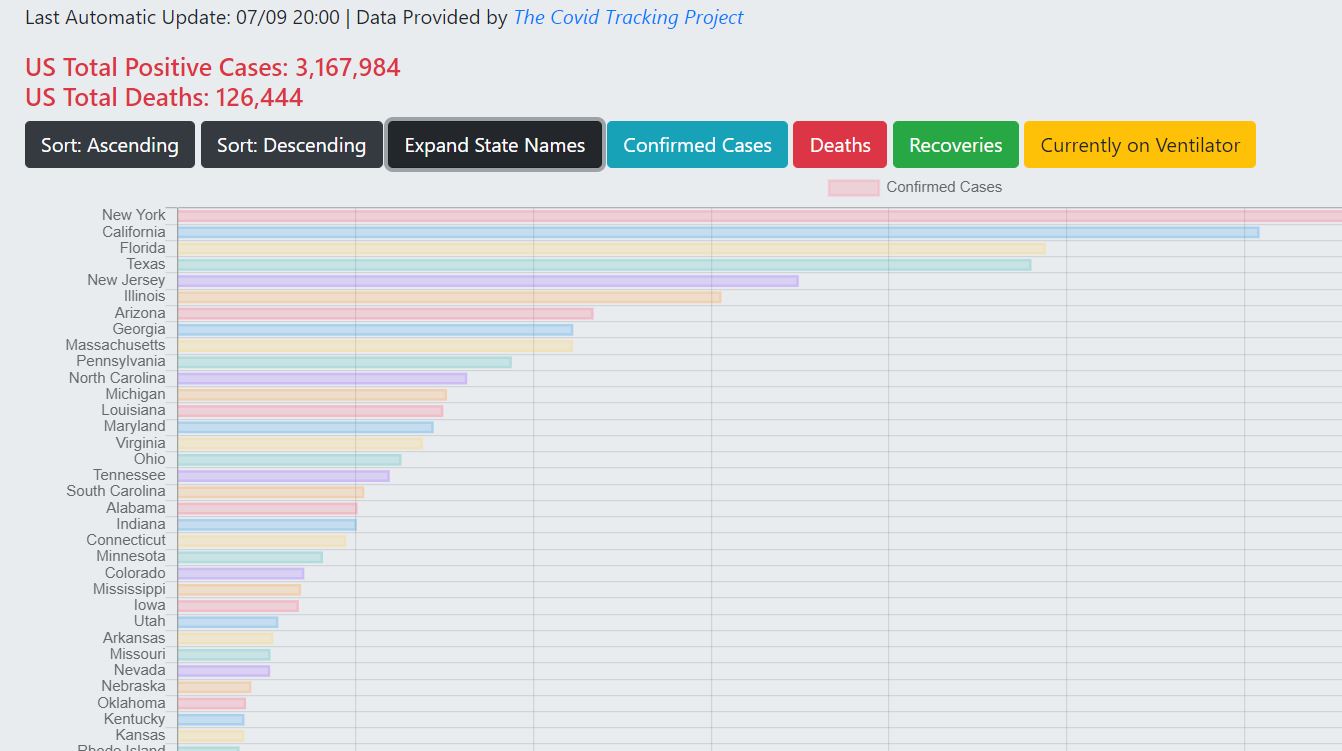 Last Automatic Update: 07/09 20:00 | Data Provided by The Covid Tracking Project
US Total Positive Cases: 3,167,984
US Total Deaths: 126,444
Sort: Ascending Sort: Descending Expand State Names Confirmed Cases Deaths Recoveries Currently on Ventilator
Confirmed Cases
New York
California
Florida
Texas
New Jersey
Illinois
Arizona
Georgia
Massachusetts
Pennsylvania
North Carolina
Michigan
Louisiana
Maryland
Virginia
Ohio
Tennessee
South Carolina
Alabama
Indiana
Connecticut
Minnesota
Colorado
Mississippi
Iowa
Utah
Arkansas
Missouri
Nevada
Nebraska
Oklahoma
Kentucky
Kansas
Rhode Island